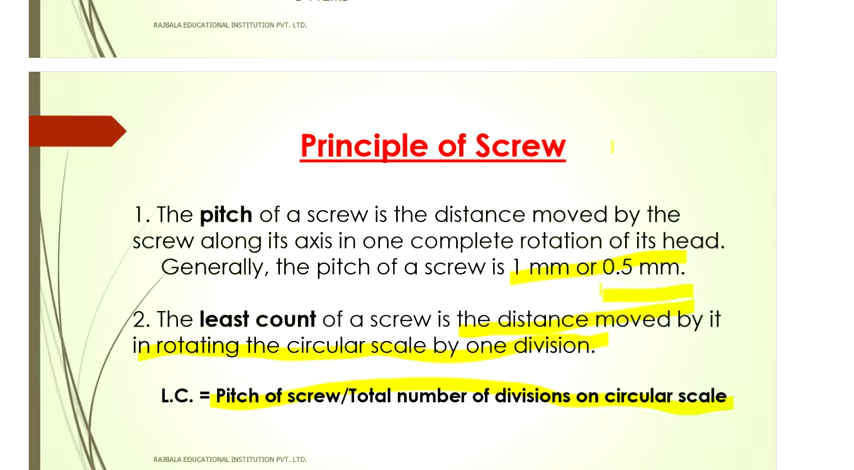 RAJBALA EDUCATIONAL INSTITUTION PVT. LTD.
Principle of Screw
1. The pitch of a screw is the distance moved by the
screw along its axis in one complete rotation of its head.
Generally, the pitch of a screw is 1 mm or 0.5 mm.
2. The least count of a screw is the distance moved by it
in rotating the circular scale by one division.
L.C. = Pitch of screw/Total number of divisions on circular scale
RAJBALA EDUCATIONAL INSTITUTION PVT. LTD.